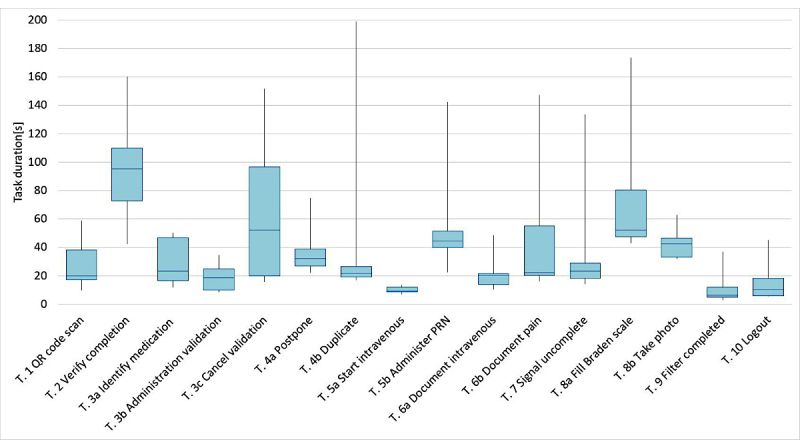 Task duration[s]
200
180
160
140
120
100
80
60
40
20
0
T. 1 QR code scan
T. 2 Verify completion
T. 3a Identify medication
T. 3b Administration validation
T. 3c Cancel validation
T. 4a Postpone
T. 4b Duplicate
T. 5a Start intravenous
T. 5b Administer PRN
T. 6a Document intravenous
T. 6b Document pain
T. 7 Signal uncomplete
T. 8a Fill Braden scale
T. 8b Take photo
T. 9 Filter completed
T. 10 Logout